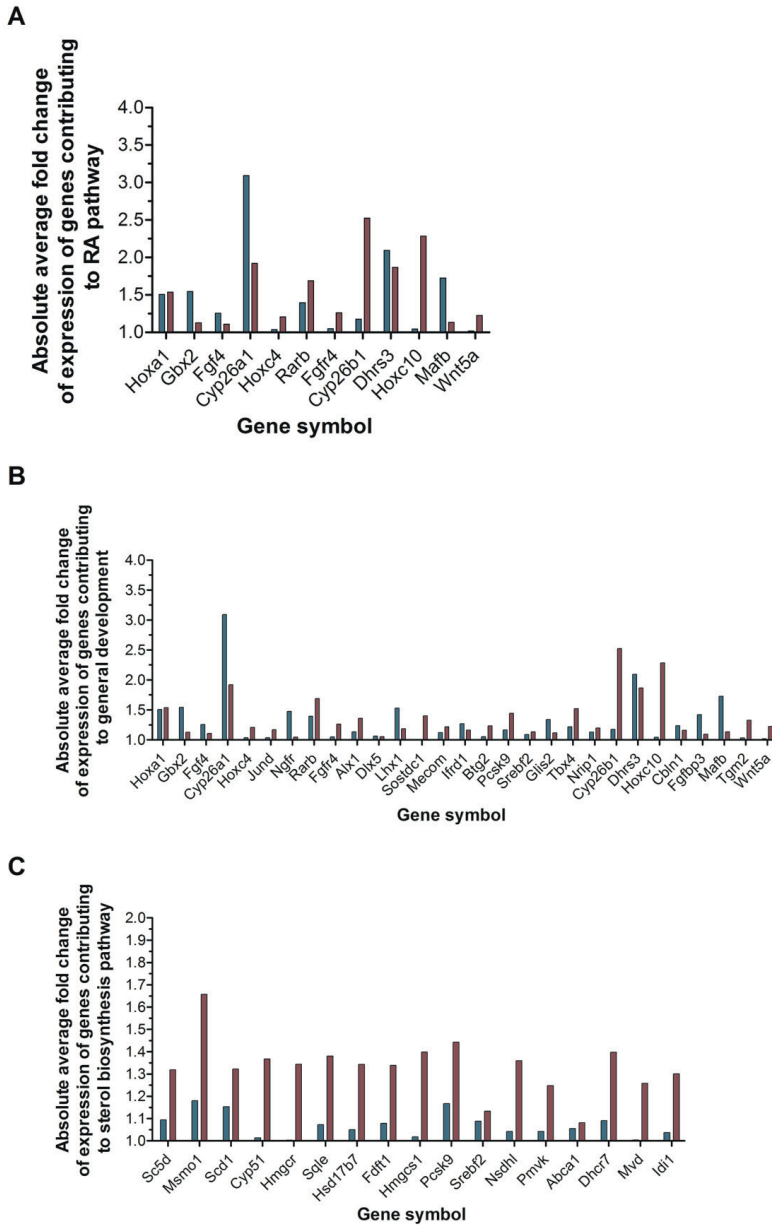 A
Absolute average fold change
of expression of genes contributing
to RA pathway
4.0
3.5
3.0
2.5
2.0
1.5
1.0
Hoxa1 Gbx2 Fgf4 Cyp26a1 Hoxc4 Rarb Fgfr4 Cyp26b1 Dhrs3 Hoxc10 Mafb Wnt5a
Gene symbol
B
Absolute average fold change
of expression of genes contributing
to general development
4.0
3.5
3.0
2.5
2.0
1.5
1.0
Hoxa1 Gbx2 Fgf4 Cyp26a1 Hoxc4 Jund Ngfr Rarb Fgfr4 Alx1 Dlx5 Lhx1 Sostdc1 Mecom Ifrd1 Btg2 Pcsk9 Srebf2 Glis2 Tbx4 Nrip1 Cyp26b1 Dhrs3 Hoxc10 Cbln1 Fgfbp3 Mafb Tgm2 Wnt5a
Gene symbol
C
Absolute average fold change
of expression of genes contributing
to sterol biosynthesis pathway
2.0
1.9
1.8
1.7
1.6
1.5
1.4
1.3
1.2
1.1
1.0
Sc5d Msmo1 Scd1 Cyp51 Hmgcr Sqle Hsd17b7 Fdft1 Hmgcs1 Pcsk9 Srebf2 Nsdhl Pmvk Abca1 Dhcr7 Mvd Idi1
Gene symbol